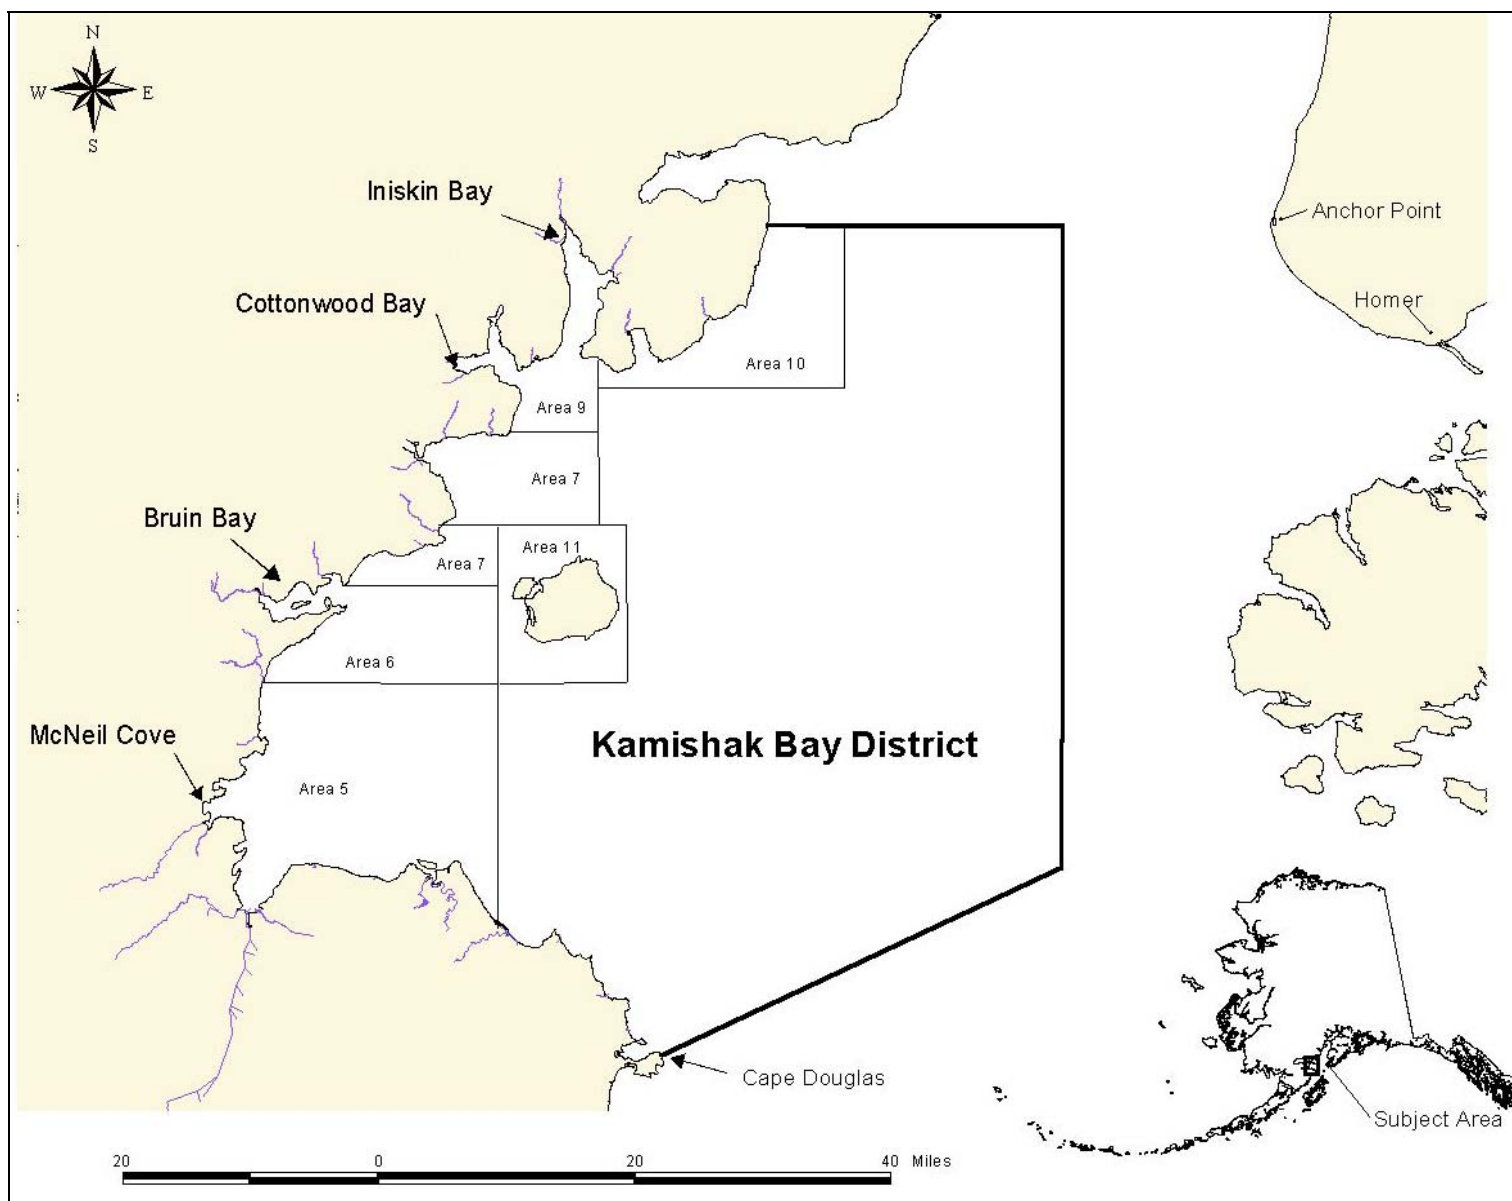 N
W E
S
Iniskin Bay
Anchor Point
Cottonwood Bay
Homer
Area 10
Area 9
Area 7
Bruin Bay
Area 11
Area 7
Area 6
McNeil Cove
Kamishak Bay District
Area 5
Cape Douglas
Subject Area
20 0 20 40 Miles